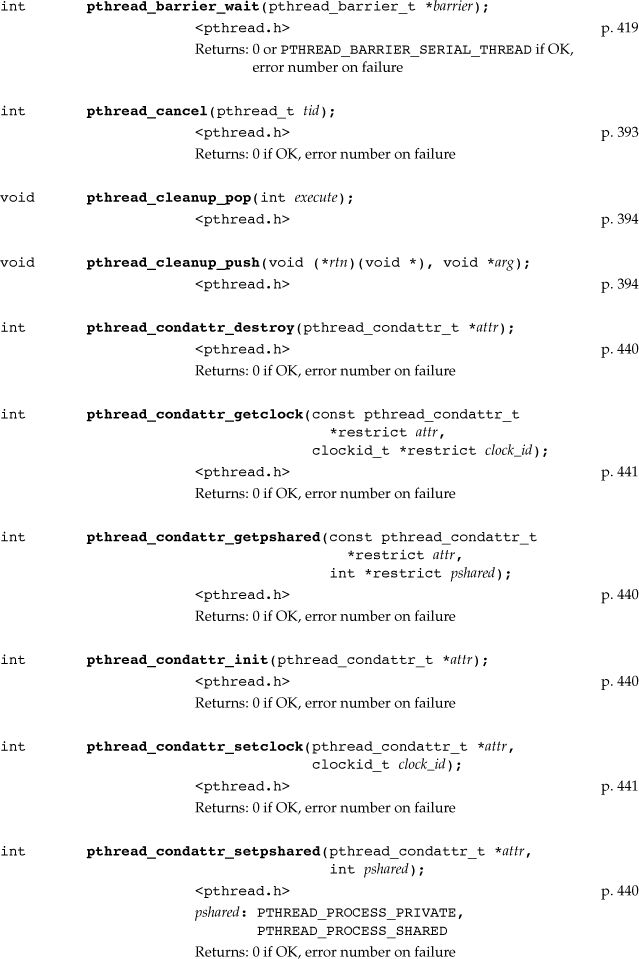 int pthread_barrier_wait(pthread_barrier_t *barrier);
<pthread.h> p. 419
Returns: 0 or PTHREAD_BARRIER_SERIAL_THREAD if OK,
error number on failure
int pthread_cancel(pthread_t tid);
<pthread.h> p. 393
Returns: 0 if OK, error number on failure
void pthread_cleanup_pop(int execute);
<pthread.h> p. 394
void pthread_cleanup_push(void (*rtn)(void *), void *arg);
<pthread.h> p. 394
int pthread_condattr_destroy(pthread_condattr_t *attr);
<pthread.h> p. 440
Returns: 0 if OK, error number on failure
int pthread_condattr_getclock(const pthread_condattr_t
*restrict attr,
clockid_t *restrict clock_id);
<pthread.h> p. 441
Returns: 0 if OK, error number on failure
int pthread_condattr_getpshared(const pthread_condattr_t
*restrict attr,
int *restrict pshared);
<pthread.h> p. 440
Returns: 0 if OK, error number on failure
int pthread_condattr_init(pthread_condattr_t *attr);
<pthread.h> p. 440
Returns: 0 if OK, error number on failure
int pthread_condattr_setclock(pthread_condattr_t *attr,
clockid_t clock_id);
<pthread.h> p. 441
Returns: 0 if OK, error number on failure
int pthread_condattr_setpshared(pthread_condattr_t *attr,
int pshared);
<pthread.h> p. 440
pshared: PTHREAD_PROCESS_PRIVATE,
PTHREAD_PROCESS_SHARED
Returns: 0 if OK, error number on failure